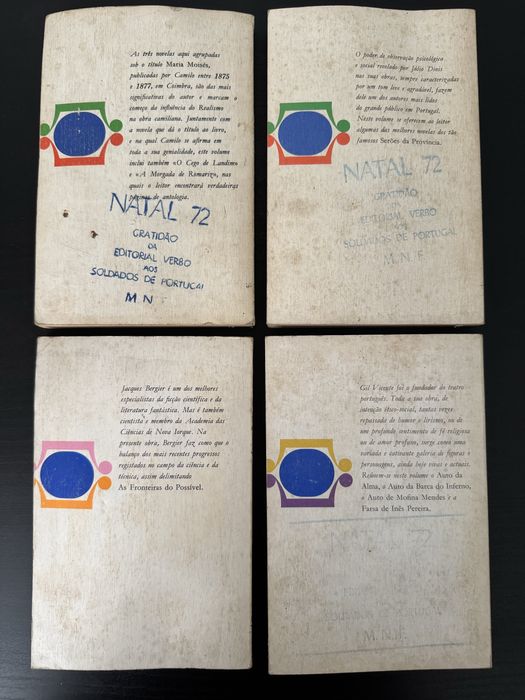 As três novelas aqui agrupadas
sob o título Maria Moisés,
publicadas por Camilo entre 1875
e 1877, em Coimbra, são das mais
significativas do autor e marcam o
começo da influência do Realismo
na obra camiliana. Juntamente com
a novela que dá o título ao livro,
e na qual Camilo se afirma em
toda a sua genialidade, este volume
inclui também «O Cego de Landim»
e «A Morgada de Romariz», nas
quais o leitor encontrará verdadeiras
páginas de antologia.
NATAL 72
GRATIDÃO
DA
EDITORIAL VERBO
AOS
SOLDADOS DE PORTUGAL
M. N. F.
O poder de observação psicológica
e social revelado por Júlio Dinis
nas suas obras, sempre caracterizadas
por um tom leve e agradável, fazem
dele um dos autores mais lidos
do grande público em Portugal.
Neste volume se oferecem ao leitor
algumas das melhores novelas dos tão
famosos Serões da Província.
NATAL 72
GRATIDÃO
DA
EDITORIAL VERBO
AOS
SOLDADOS DE PORTUGAL
M. N. F.
Jacques Bergier é um dos melhores
especialistas da ficção científica e da
literatura fantástica. Mas é também
cientista e membro da Academia das
Ciências de Nova Iorque. Na
presente obra, Bergier faz como que o
balanço dos mais recentes progressos
registados no campo da ciência e da
técnica, assim delimitando
As Fronteiras do Possível.
Gil Vicente foi o fundador do teatro
português. Toda a sua obra, de
intenção ético-social, tantas vezes
repassada de humor e lirismo, ou de
um profundo sentimento de fé religiosa
ou de amor profano, surge como uma
variada e cativante galeria de figuras e
personagens, ainda hoje vivas e actuais.
Reúnem-se neste volume o Auto da
Alma, o Auto da Barca do Inferno,
o Auto de Mofina Mendes e a
Farsa de Inês Pereira.
NATAL 72
SOLDADOS DE PORTUGAL
M. N. F.